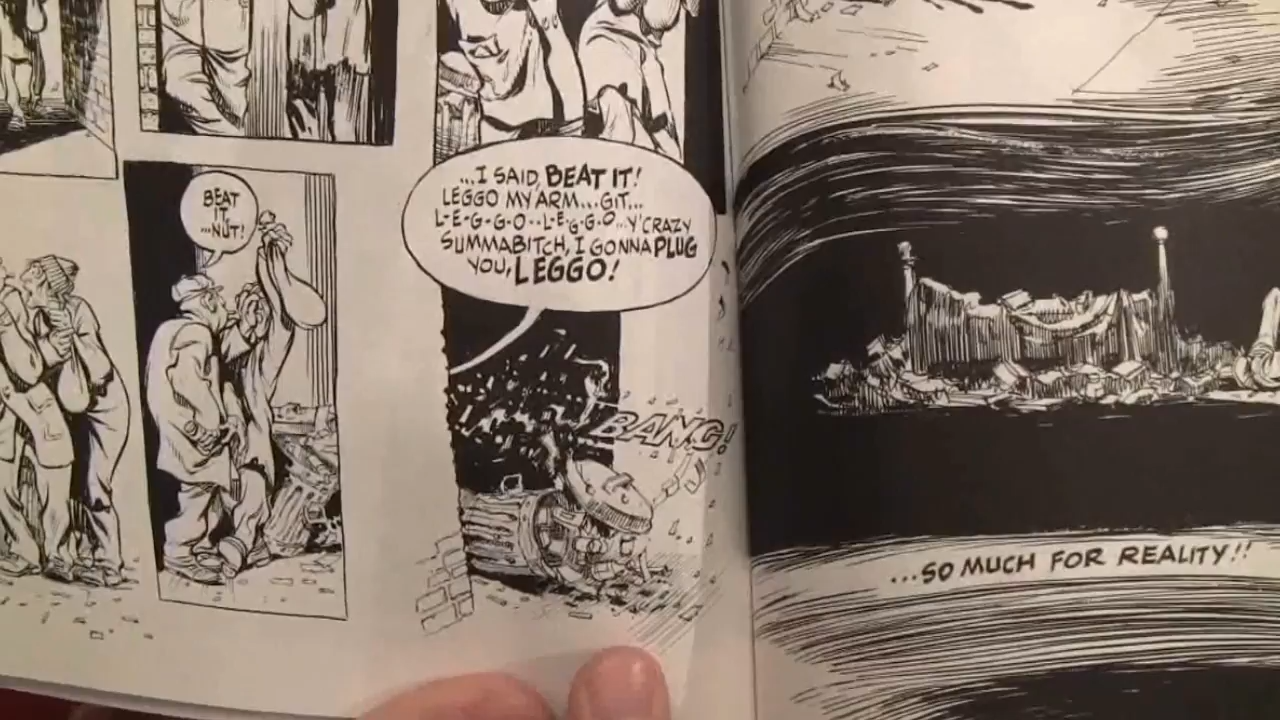 BEAT
IT
...NUT!
...I SAID, BEAT IT!
LEGGO MY ARM...GIT...
L-E-G-G-O--L-E-G-G-O...Y'CRAZY
SUMMABITCH, I GONNA PLUG
YOU, LEGGO!
BANG!
...SO MUCH FOR REALITY!!